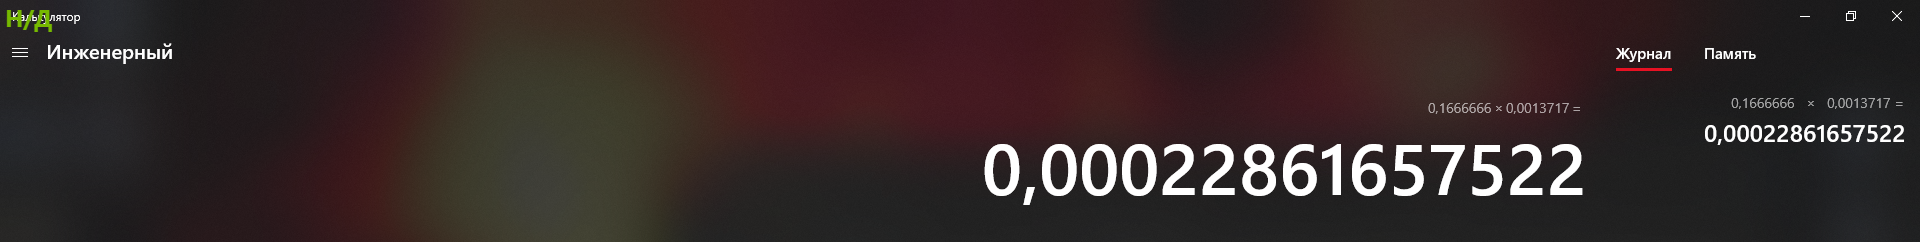 Калькулятор
Н/Д
Инженерный
Журнал Память
0,1666666 × 0,0013717 =
0,00022861657522
0,1666666 × 0,0013717 =
0,00022861657522